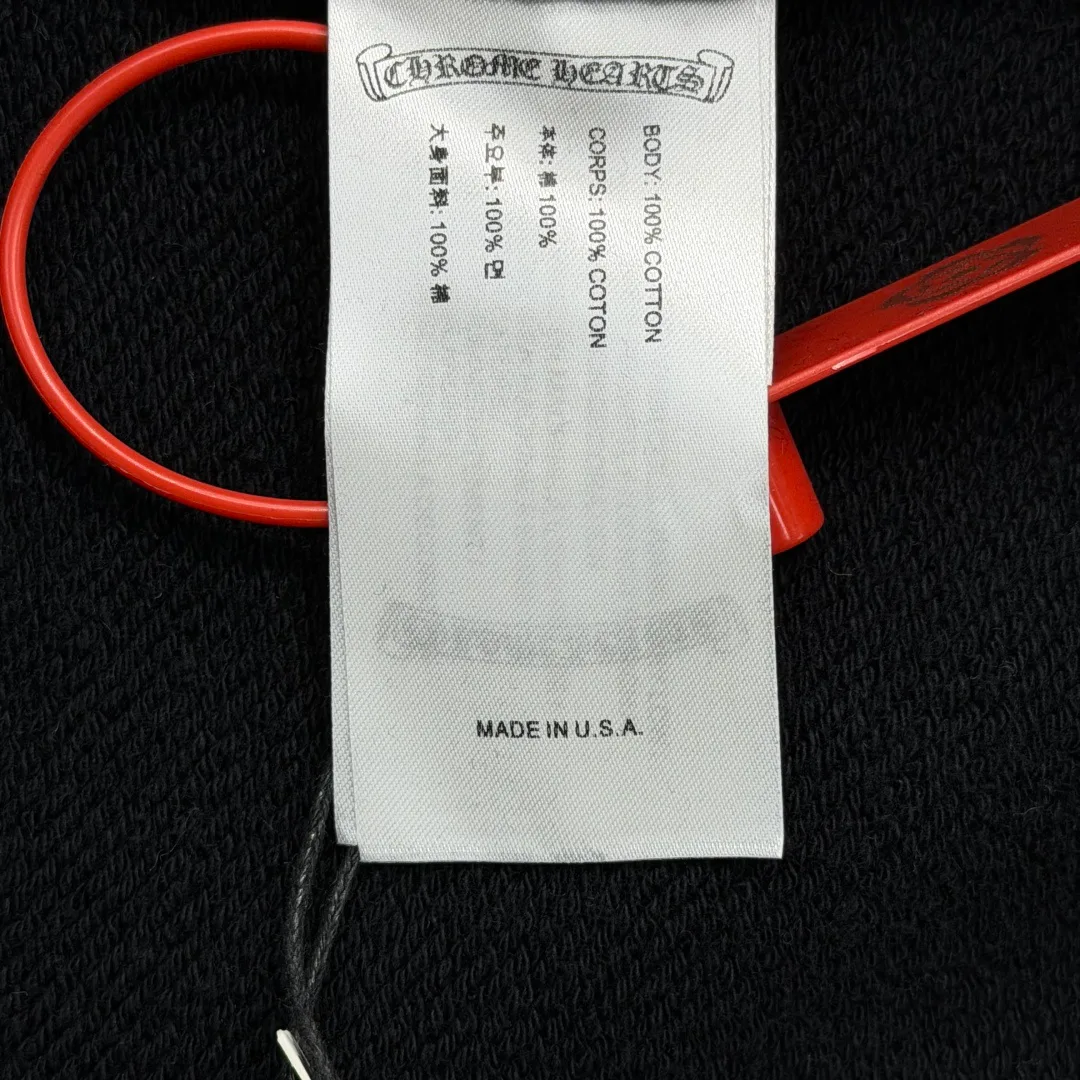 CHROME HEARTS
BODY: 100% COTTON
CORPS: 100% COTON
本体: 綿 100%
주요부: 100% 면
大身面料: 100% 棉
MADE IN U.S.A.